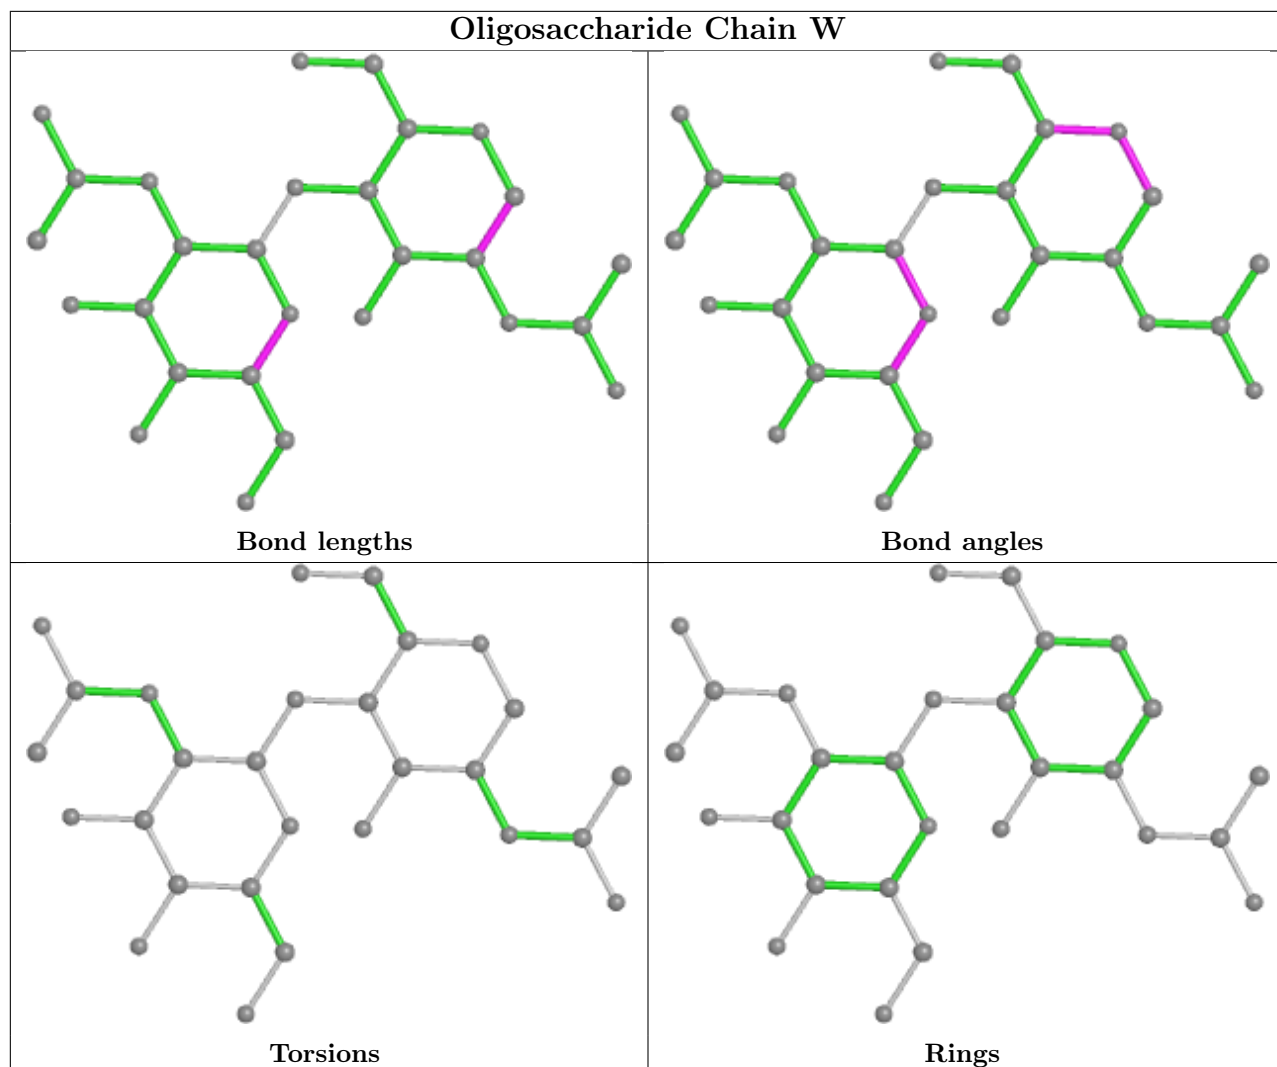 Oligosaccharide Chain W
Bond lengths
Bond angles
Torsions
Rings